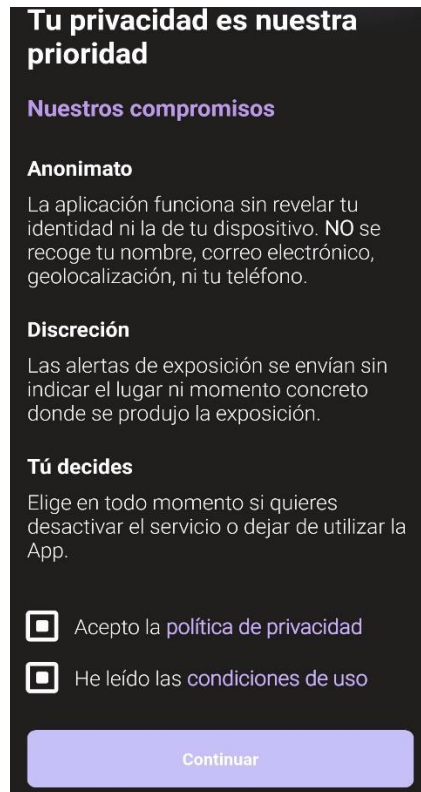 Tu privacidad es nuestra
prioridad
Nuestros compromisos
Anonimato
La aplicación funciona sin revelar tu
identidad ni la de tu dispositivo. NO se
recoge tu nombre, correo electrónico,
geolocalización, ni tu teléfono.
Discreción
Las alertas de exposición se envían sin
indicar el lugar ni momento concreto
donde se produjo la exposición.
Tú decides
Elige en todo momento si quieres
desactivar el servicio o dejar de utilizar la
App.
Acepto la política de privacidad
He leído las condiciones de uso
Continuar